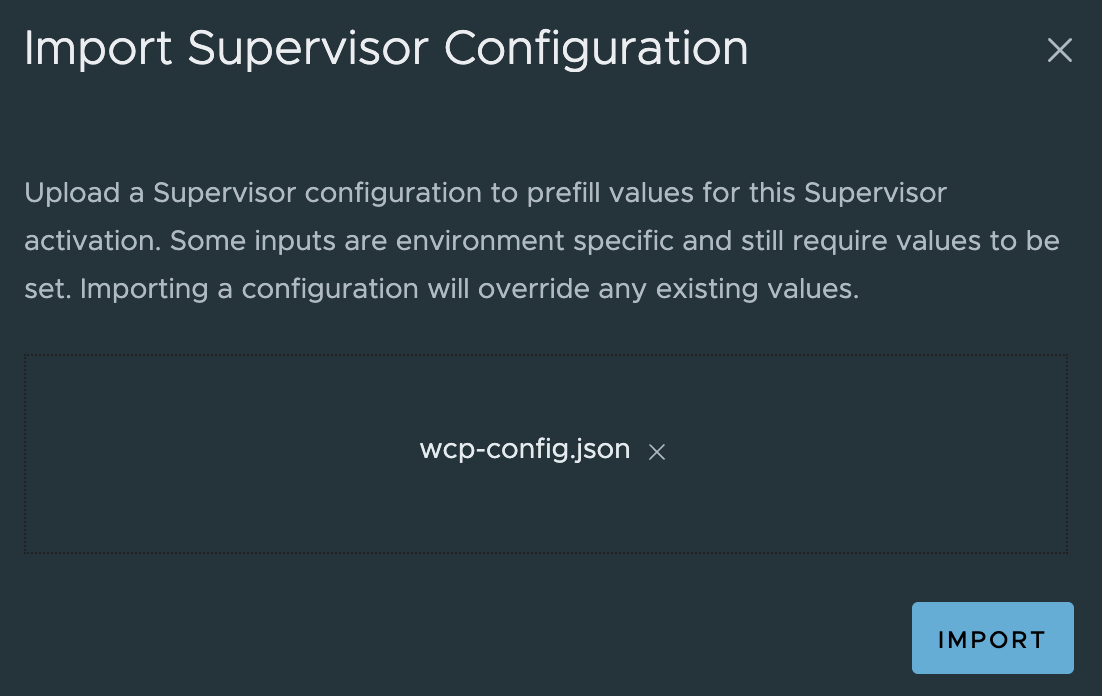 Import Supervisor Configuration
Upload a Supervisor configuration to prefill values for this Supervisor
activation. Some inputs are environment specific and still require values to be
set. Importing a configuration will override any existing values.
wcp-config.json
IMPORT